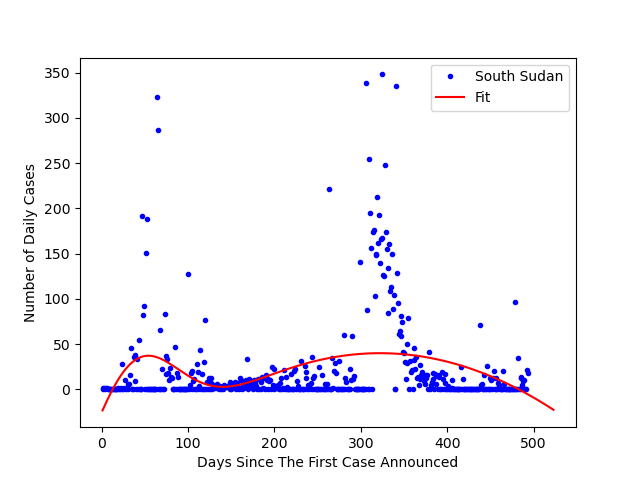 South Sudan
Fit
350
300
250
200
150
100
50
0
Number of Daily Cases
0 100 200 300 400 500
Days Since The First Case Announced